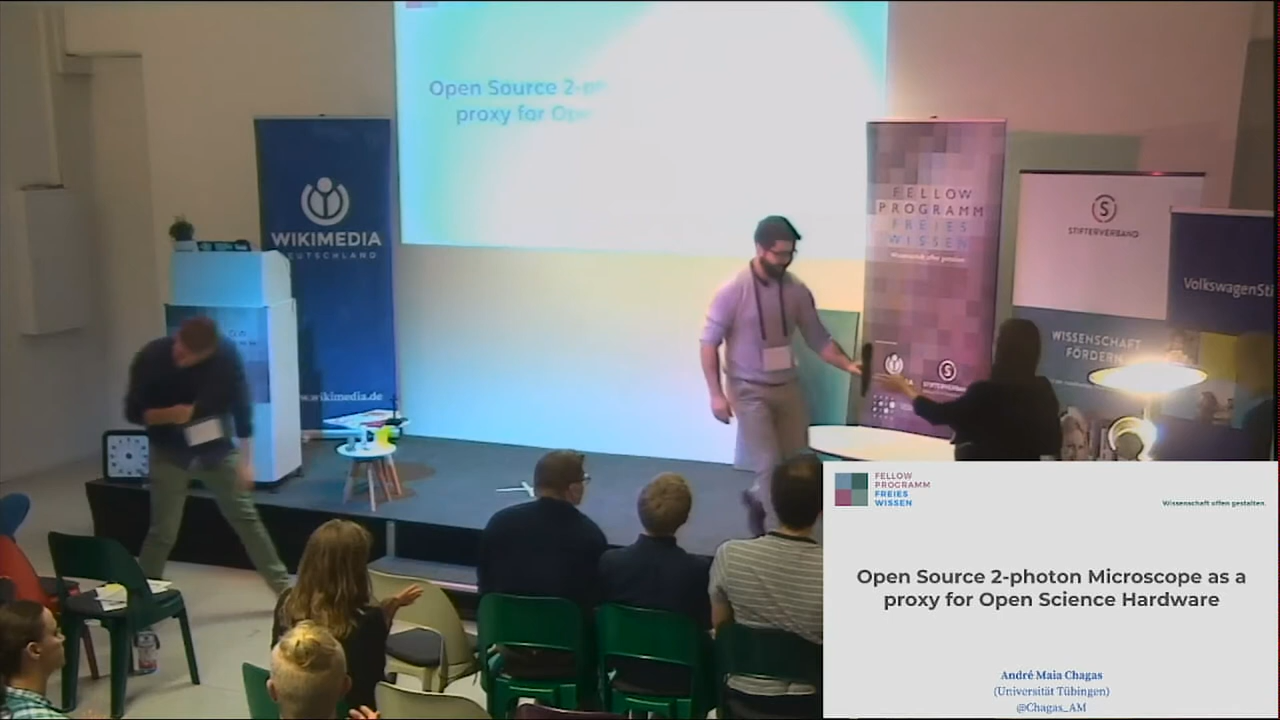 Open Source 2-
proxy for Open
WIKIMEDIA
DEUTSCHLAND
www.wikimedia.de
FELLOW
PROGRAMM
FREIES
WISSEN
STIFTERVERBAND
WISSENSCHAFT
FÖRDERN
VolkswagenSti
STIFTERVERBAND
FELLOW
PROGRAMM
FREIES
WISSEN
Wissenschaft offen gestalten.
Open Source 2-photon Microscope as a
proxy for Open Science Hardware
André Maia Chagas
(Universität Tübingen)
@Chagas_AM